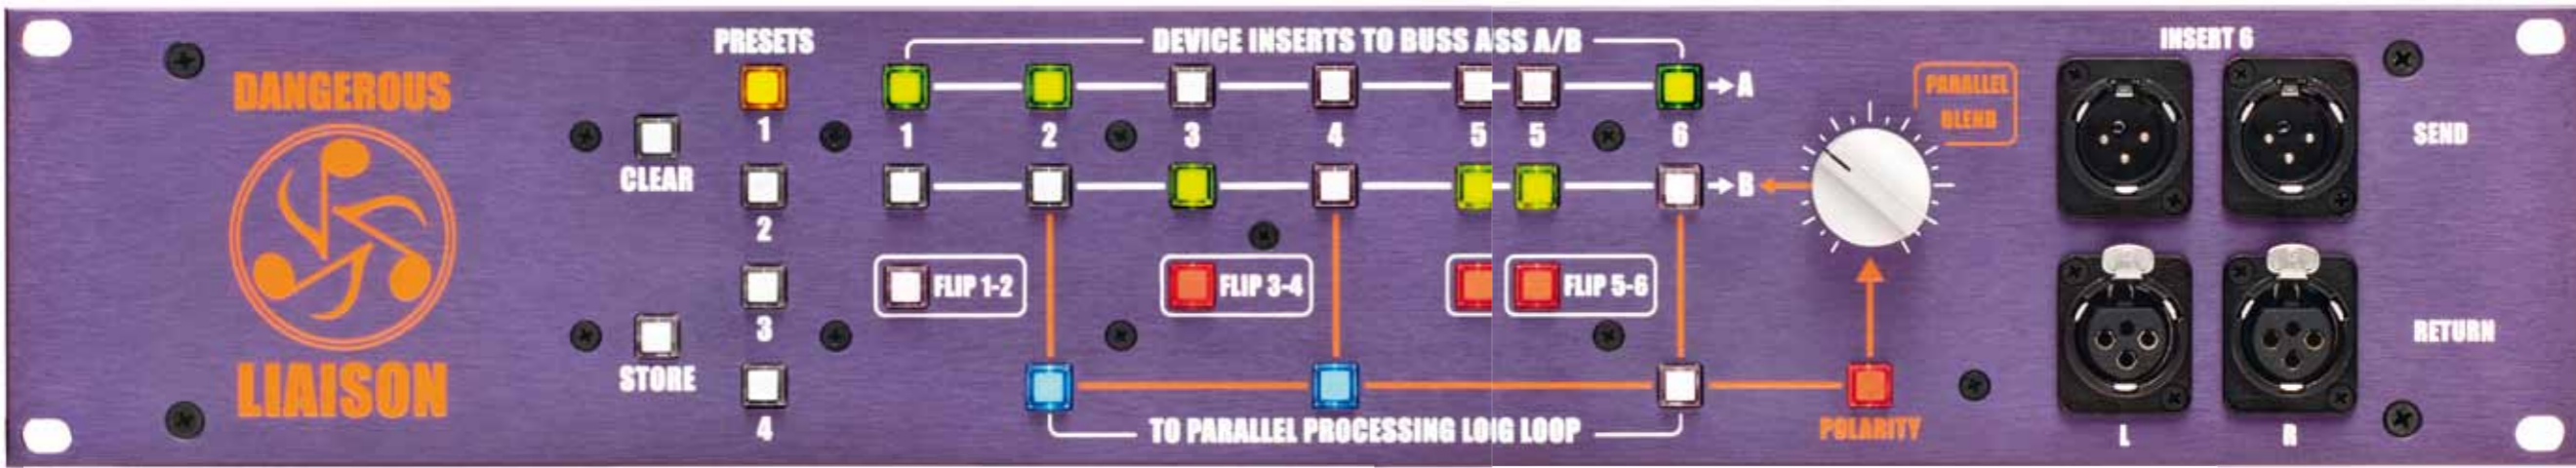 DANGEROUS
LIAISON
CLEAR
STORE
PRESETS
1
2
3
4
DEVICE INSERTS TO BUSS ASS A/B
A
1 2 3 4 5 5 6
B
FLIP 1-2 FLIP 3-4 FLIP 5-6
TO PARALLEL PROCESSING LOIG LOOP
PARALLEL
BLEND
POLARITY
INSERT 6
SEND
RETURN
L R